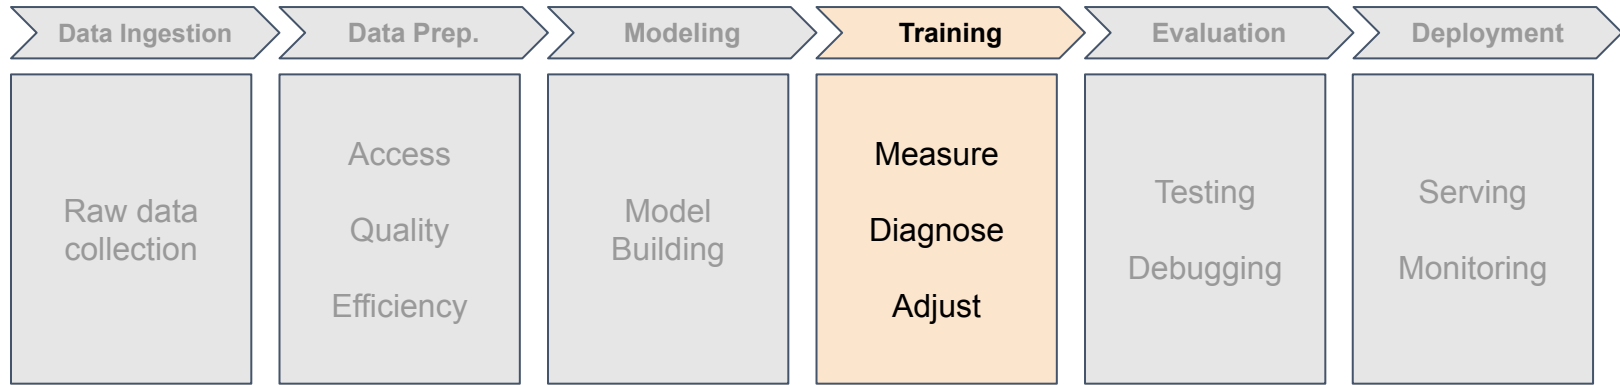 Data Ingestion
Data Prep.
Modeling
Training
Evaluation
Deployment
Raw data
collection
Access
Quality
Efficiency
Model
Building
Measure
Diagnose
Adjust
Testing
Debugging
Serving
Monitoring